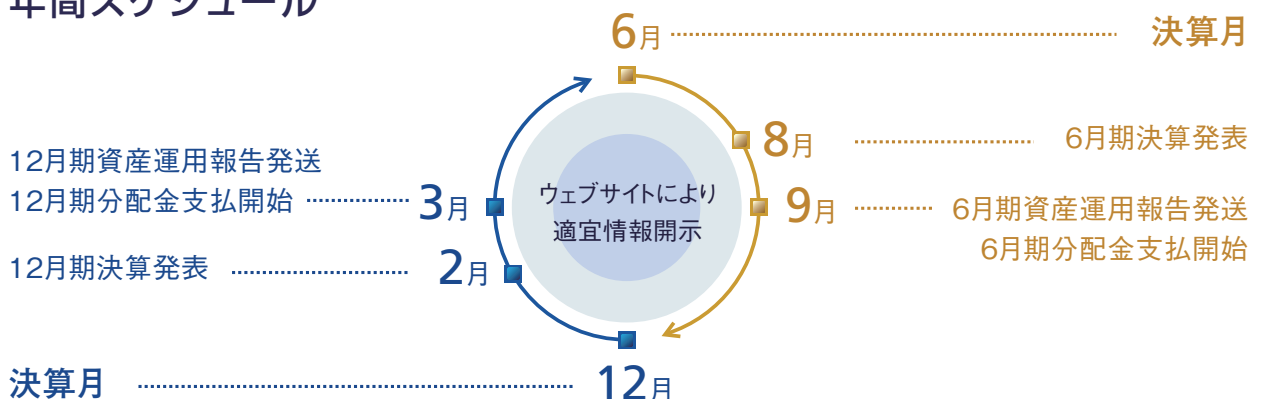 年間スケジュール
6月 決算月
8月 6月期決算発表
9月 6月期資産運用報告発送
6月期分配金支払開始
ウェブサイトにより
適宜情報開示
12月期資産運用報告発送
12月期分配金支払開始 3月
12月期決算発表 2月
決算月 12月